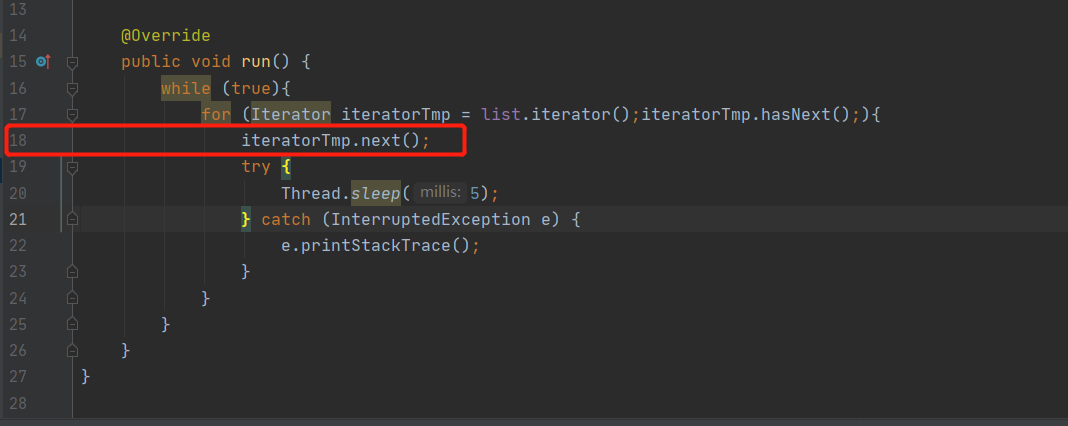 13
14 @Override
15 public void run() {
16 while (true){
17 for (Iterator iteratorTmp = list.iterator();iteratorTmp.hasNext();){
18 iteratorTmp.next();
19 try {
20 Thread.sleep( millis: 5);
21 } catch (InterruptedException e) {
22 e.printStackTrace();
23 }
24 }
25 }
26 }
27 }
28